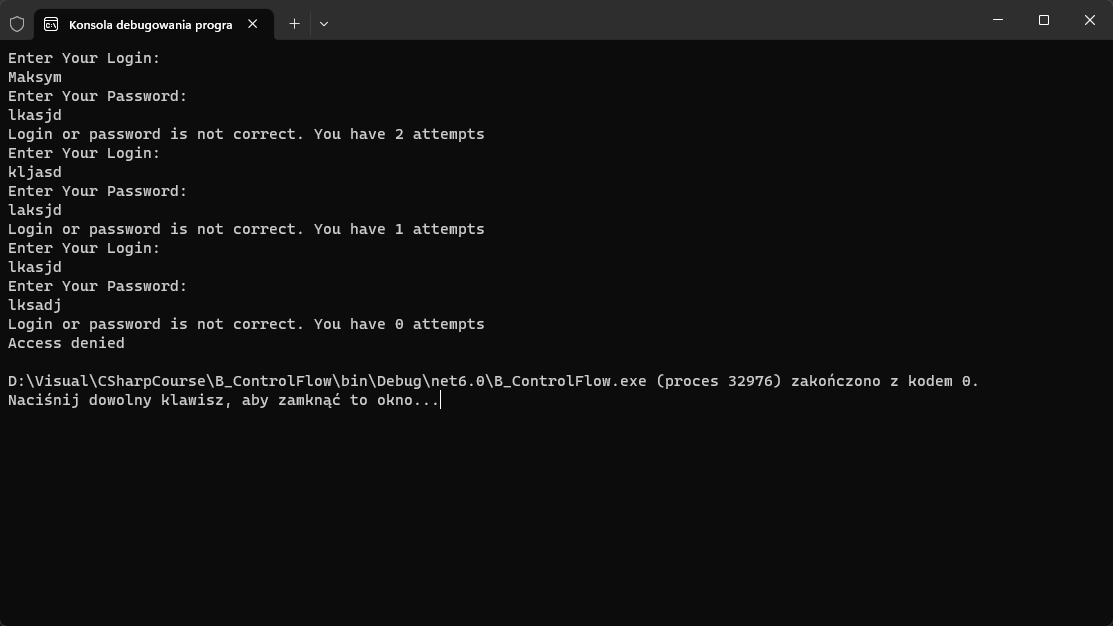 Konsola debugowania progra
Enter Your Login:
Maksym
Enter Your Password:
lkasjd
Login or password is not correct. You have 2 attempts
Enter Your Login:
kljasd
Enter Your Password:
laksjd
Login or password is not correct. You have 1 attempts
Enter Your Login:
lkasjd
Enter Your Password:
lksadj
Login or password is not correct. You have 0 attempts
Access denied
D:\Visual\CSharpCourse\B_ControlFlow\bin\Debug\net6.0\B_ControlFlow.exe (proces 32976) zakończono z kodem 0.
Naciśnij dowolny klawisz, aby zamknąć to okno...